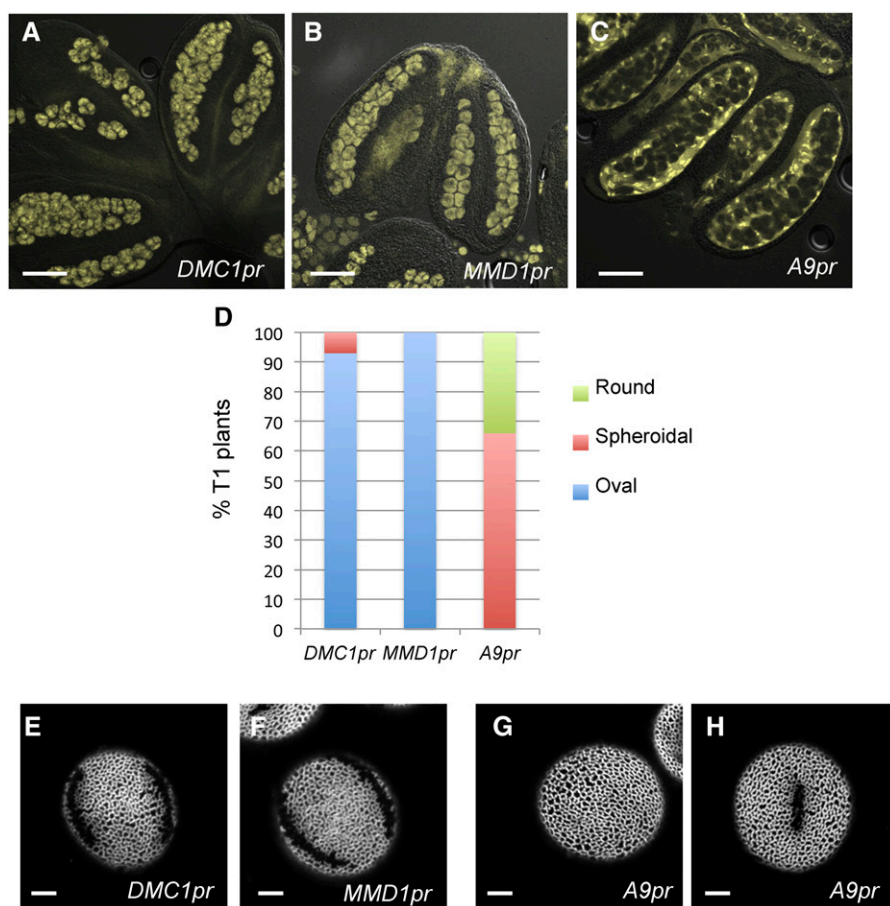 A
B
C
DMC1pr
MMD1pr
A9pr
D
100
90
80
70
60
50
40
30
20
10
0
% T1 plants
DMC1pr MMD1pr A9pr
Round
Spheroidal
Oval
E
F
G
H
DMC1pr
MMD1pr
A9pr
A9pr